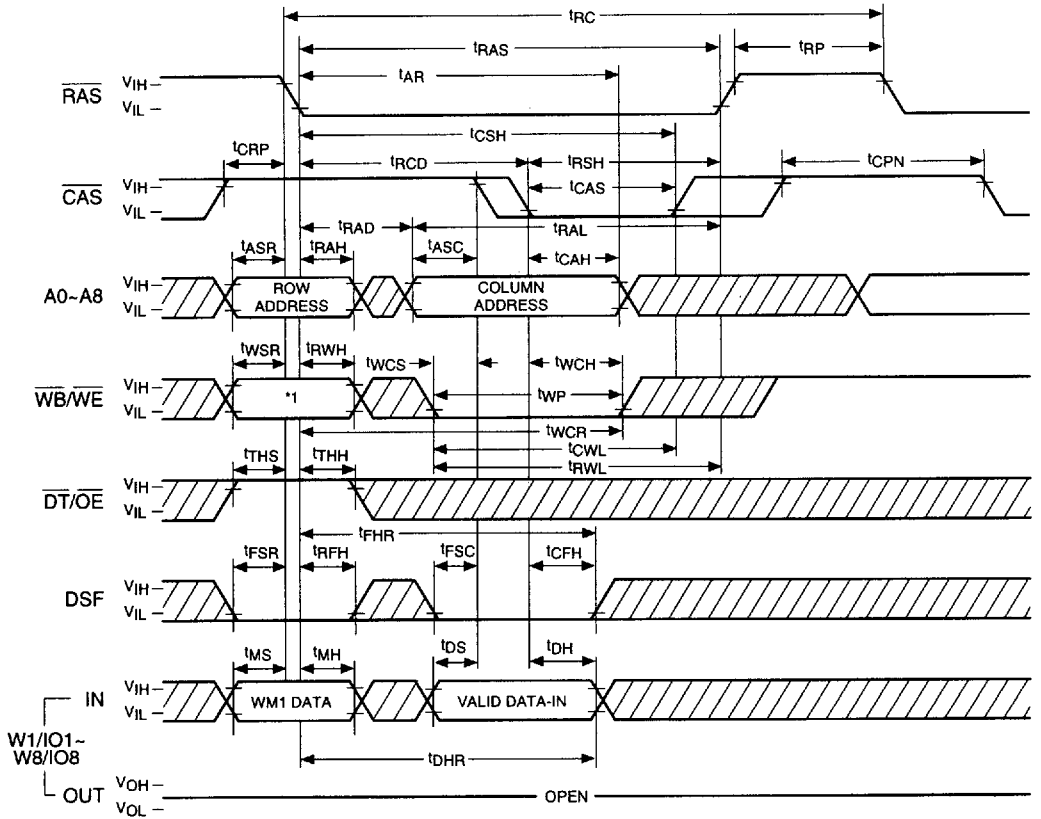 tRC
tRAS
tRP
tAR
RAS
VIH
VIL
tCSH
tCRP
tRCD
tRSH
tCPN
CAS
VIH
VIL
tCAS
tRAD
tRAL
tASR
tRAH
tASC
tCAH
A0~A8
VIH
VIL
ROW
ADDRESS
COLUMN
ADDRESS
tWSR
tRWH
tWCS
tWCH
WB/WE
VIH
VIL
*1
tWP
tWCR
tCWL
tRWL
tTHS
tTHH
DT/OE
VIH
VIL
tFHR
tFSR
tRFH
tFSC
tCFH
DSF
VIH
VIL
tMS
tMH
tDS
tDH
IN
VIH
VIL
WM1 DATA
VALID DATA-IN
W1/IO1~
W8/IO8
tDHR
OUT
VOH
VOL
OPEN